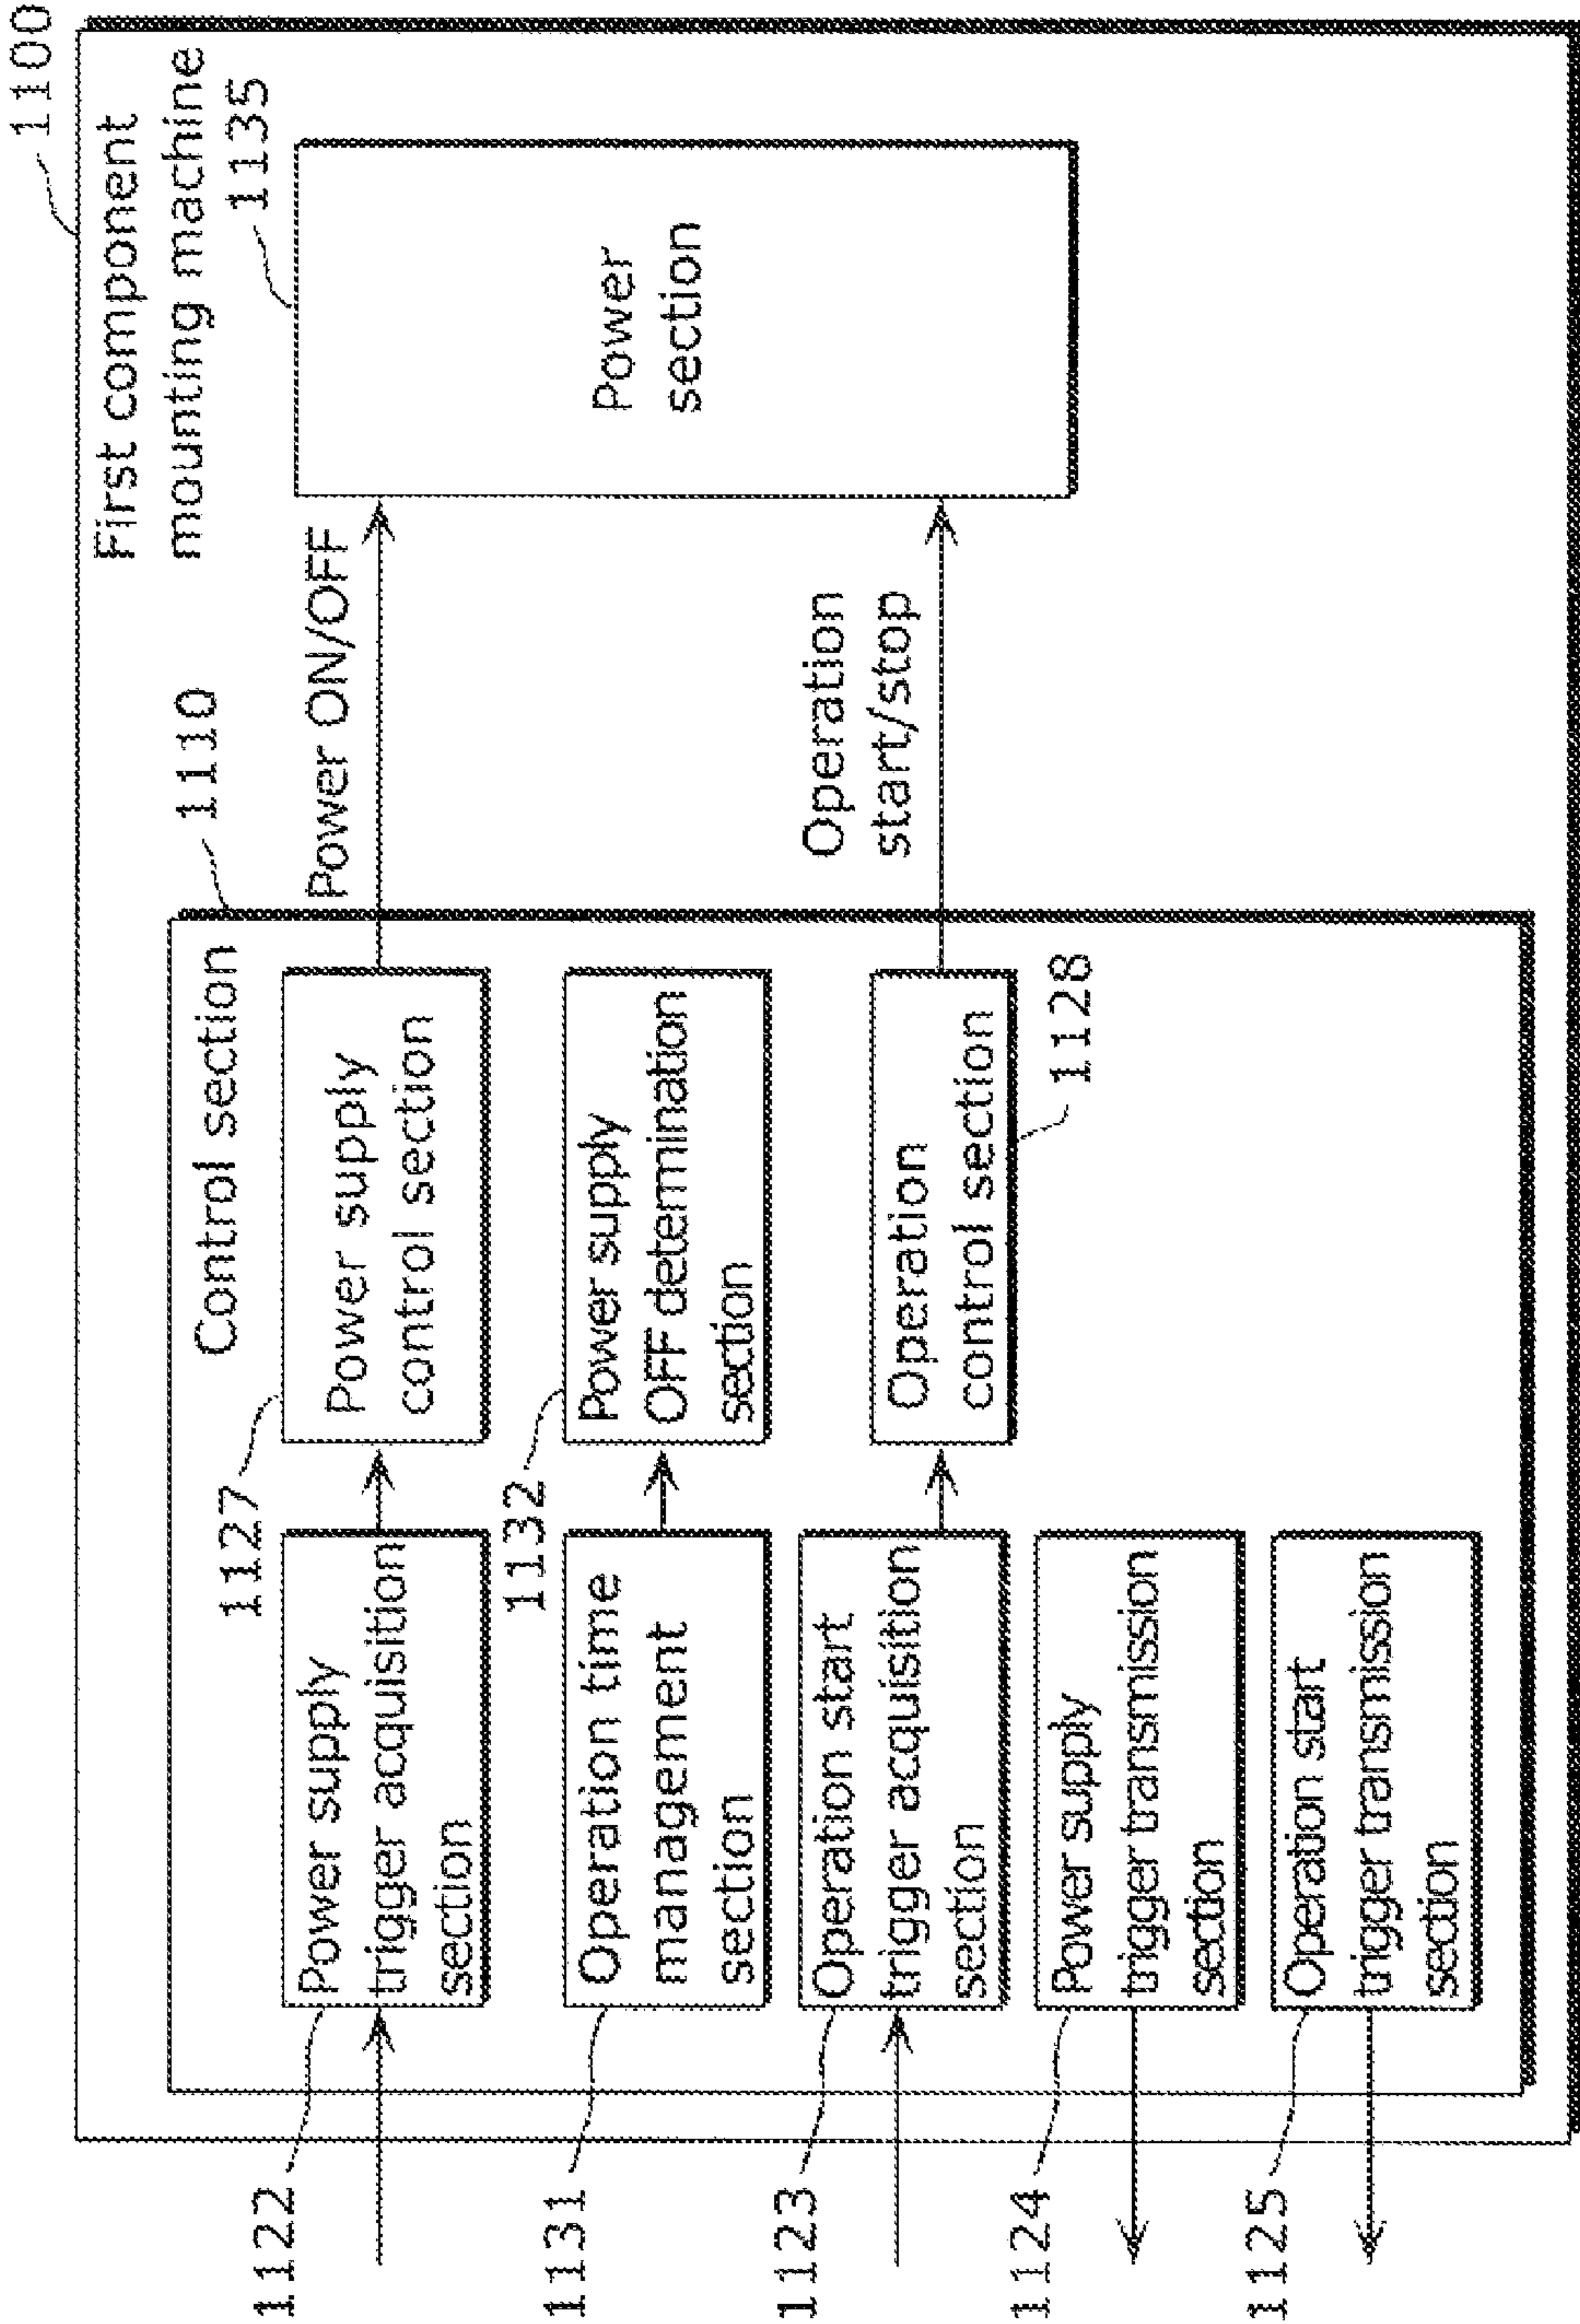 1100
First component
mounting machine
1110
Control section
1135
Power
section
Power ON/OFF
Operation
start/stop
1127
Power supply
control section
1132
Power supply
OFF determination
section
Operation
control section
1128
1122
Power supply
trigger acquisition
section
1131
Operation time
management
section
1123
Operation start
trigger acquisition
section
1124
Power supply
trigger transmission
section
1125
Operation start
trigger transmission
section